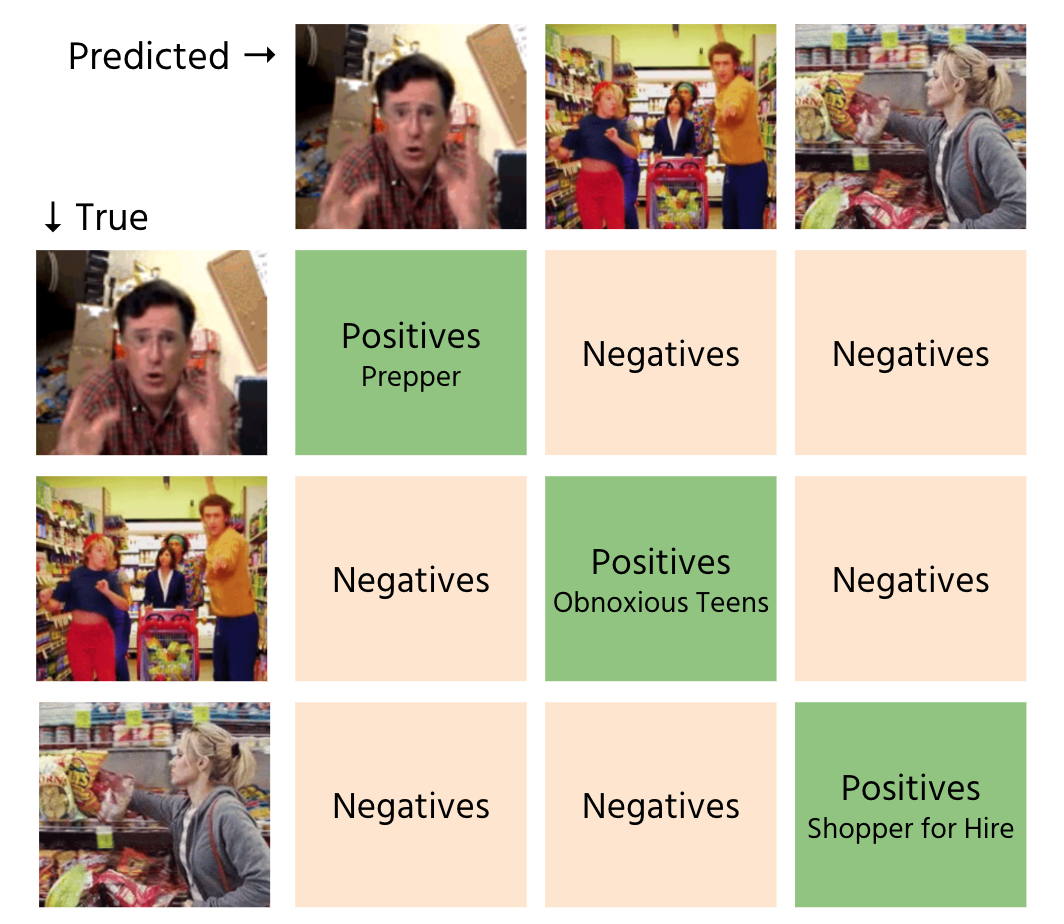 Predicted →
↓ True
Positives
Prepper
Negatives
Negatives
Negatives
Positives
Obnoxious Teens
Negatives
Negatives
Negatives
Positives
Shopper for Hire